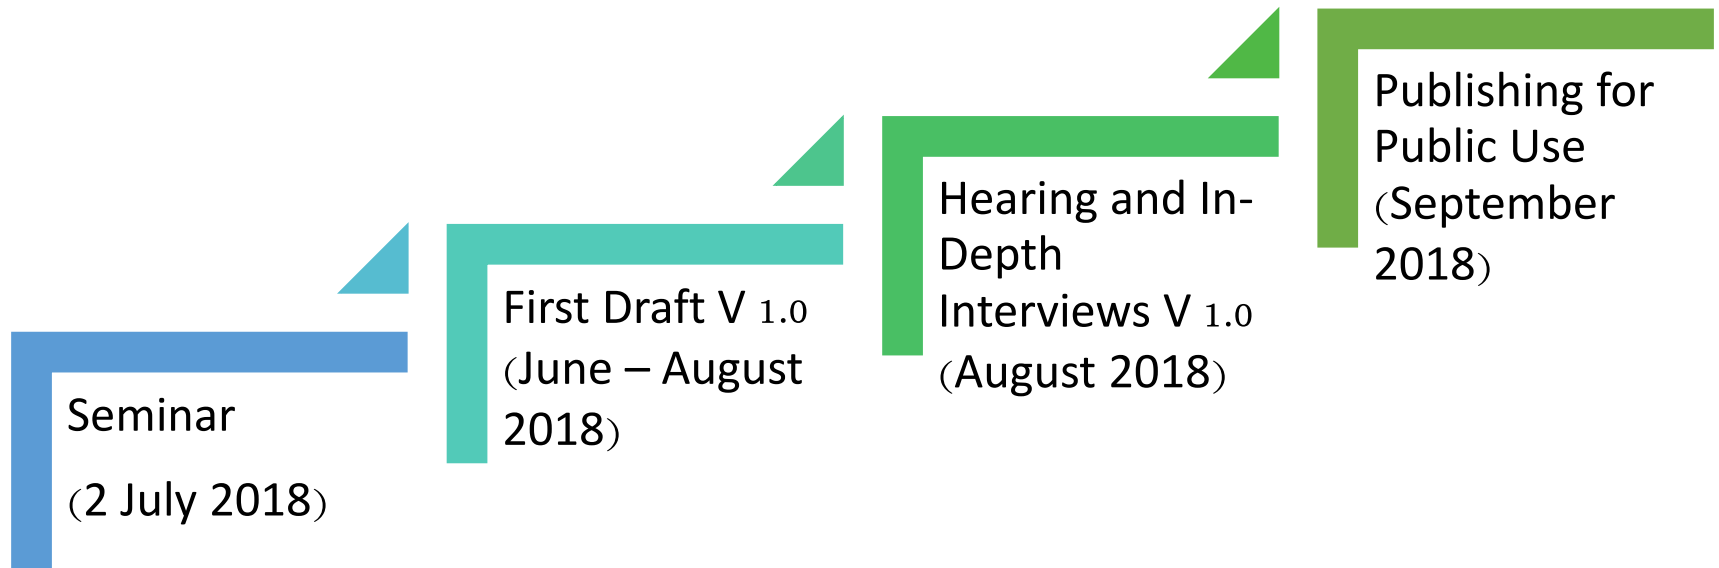 Seminar
(2 July 2018)
First Draft V 1.0
(June – August
2018)
Hearing and In-
Depth
Interviews V 1.0
(August 2018)
Publishing for
Public Use
(September
2018)